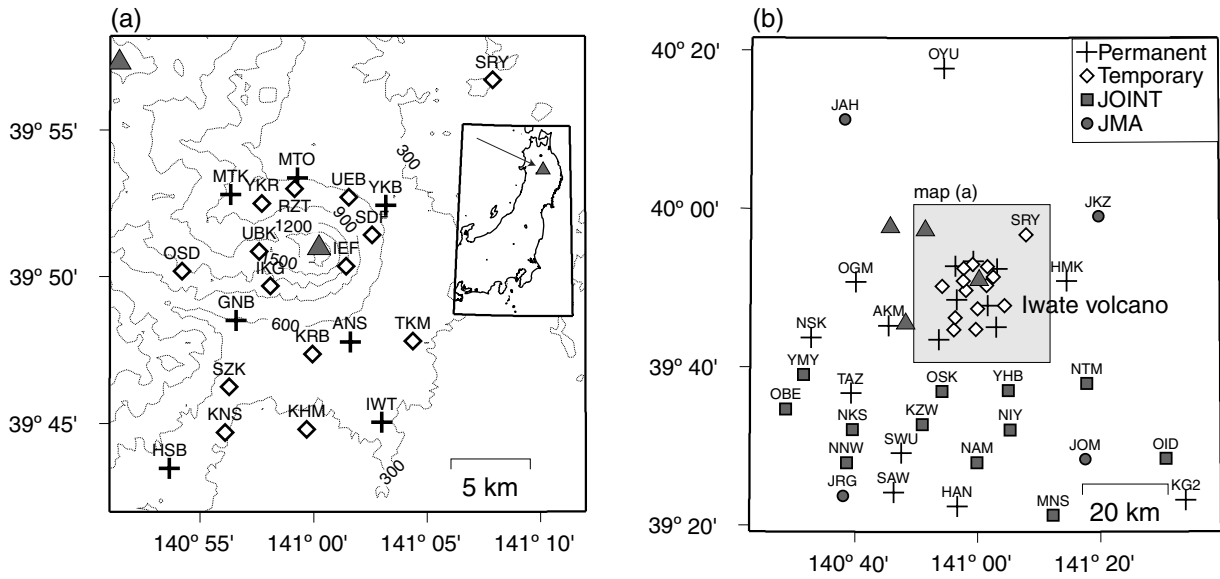 (a)
SRY
39° 55'
300
MTO
MTK
YKR
UEB
YKB
RZT
900
SDF
1200
UBK
IEF
OSD
1500
IKG
39° 50'
GNB
600
ANS
TKM
KRB
SZK
KNS
KHM
IWT
39° 45'
HSB
300
5 km
140° 55'
141° 00'
141° 05'
141° 10'
(b)
40° 20'
OYU
Permanent
Temporary
JOINT
JMA
JAH
map (a)
40° 00'
SRY
JKZ
OGM
HMK
Iwate volcano
AKM
NSK
39° 40'
YMY
TAZ
OSK
YHB
NTM
OBE
NKS
KZW
NIY
NNW
SWU
NAM
JOM
OID
JRG
SAW
HAN
KG2
MNS
39° 20'
20 km
140° 40'
141° 00'
141° 20'